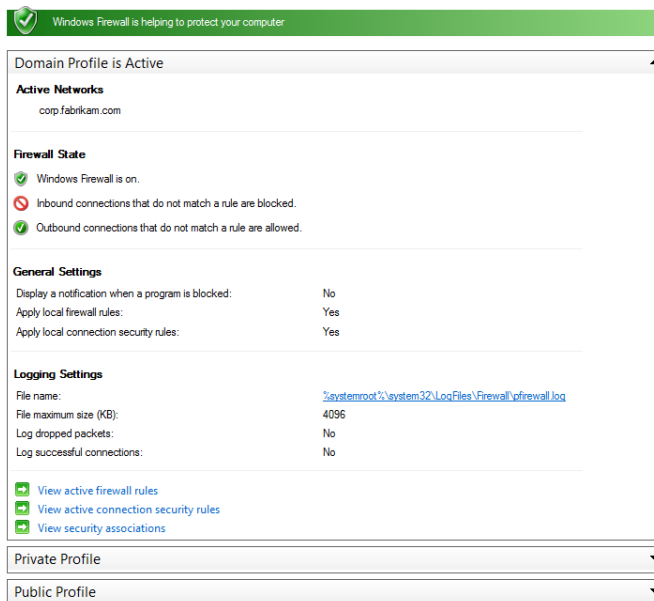 Windows Firewall is helping to protect your computer
Domain Profile is Active
Active Networks
corp.fabrikam.com
Firewall State
Windows Firewall is on.
Inbound connections that do not match a rule are blocked.
Outbound connections that do not match a rule are allowed.
General Settings
Display a notification when a program is blocked: No
Apply local firewall rules: Yes
Apply local connection security rules: Yes
Logging Settings
File name: %systemroot%\system32\LogFiles\Firewall\pfirewall.log
File maximum size (KB): 4096
Log dropped packets: No
Log successful connections: No
View active firewall rules
View active connection security rules
View security associations
Private Profile
Public Profile